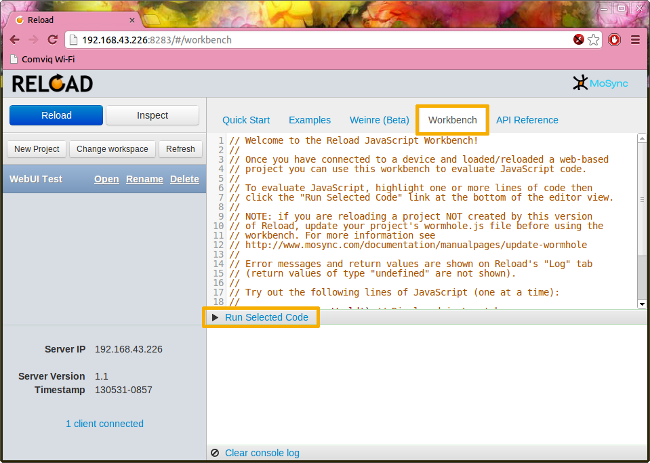 Reload
192.168.43.226:8283/#/workbench
Comviq Wi-Fi
RELOAD
MoSync
Reload Inspect
Quick Start Examples Weinre (Beta) Workbench API Reference
New Project Change workspace Refresh
WebUI Test Open Rename Delete
1 // Welcome to the Reload JavaScript Workbench!
2 //
3 // Once you have connected to a device and loaded/reloaded a web-based
4 // project you can use this workbench to evaluate JavaScript code.
5 //
6 // To evaluate JavaScript, highlight one or more lines of code then
7 // click the "Run Selected Code" link at the bottom of the editor view.
8 //
9 // NOTE: if you are reloading a project NOT created by this version
10 // of Reload, update your project's wormhole.js file before using the
11 // workbench. For more information see
12 // http://www.mosync.com/documentation/manualpages/update-wormhole
13 //
14 // Error messages and return values are shown on Reload's "Log" tab
15 // (return values of type "undefined" are not shown).
16 //
17 // Try out the following lines of JavaScript (one at a time):
18 //
Run Selected Code
Server IP 192.168.43.226
Server Version 1.1
Timestamp 130531-0857
1 client connected
Clear console log